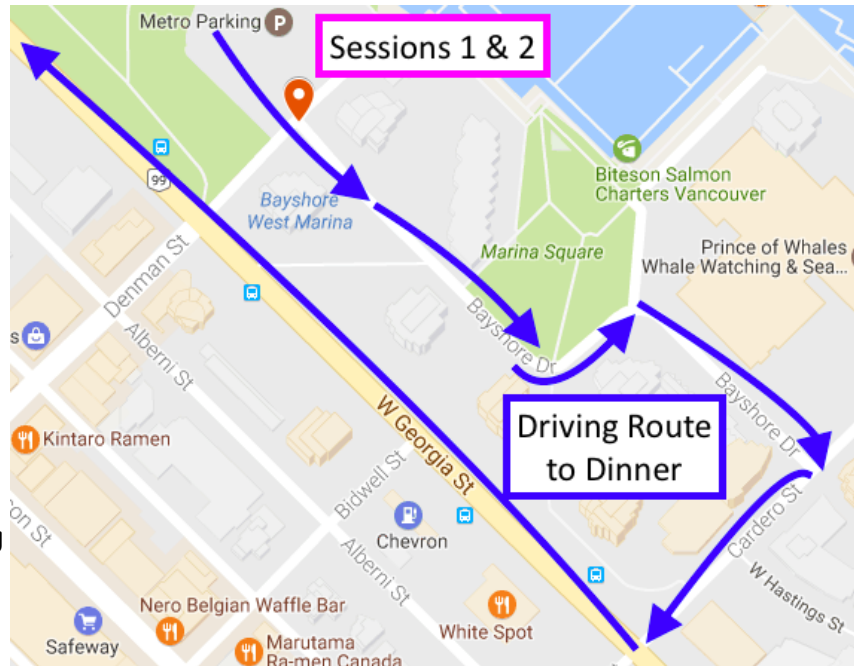 Metro Parking P
Sessions 1 & 2
99
Bayshore
West Marina
Biteson Salmon
Charters Vancouver
Marina Square
Prince of Whales
Whale Watching & Sea...
Denman St
Alberni St
Bayshore Dr
s
W Georgia St
Driving Route
to Dinner
Bayshore Dr
Kintaro Ramen
Bidwell St
Cardero St
Chevron
son St
Alberni St
W Hastings St
Nero Belgian Waffle Bar
White Spot
Safeway
Marutama
Ra-men Canada